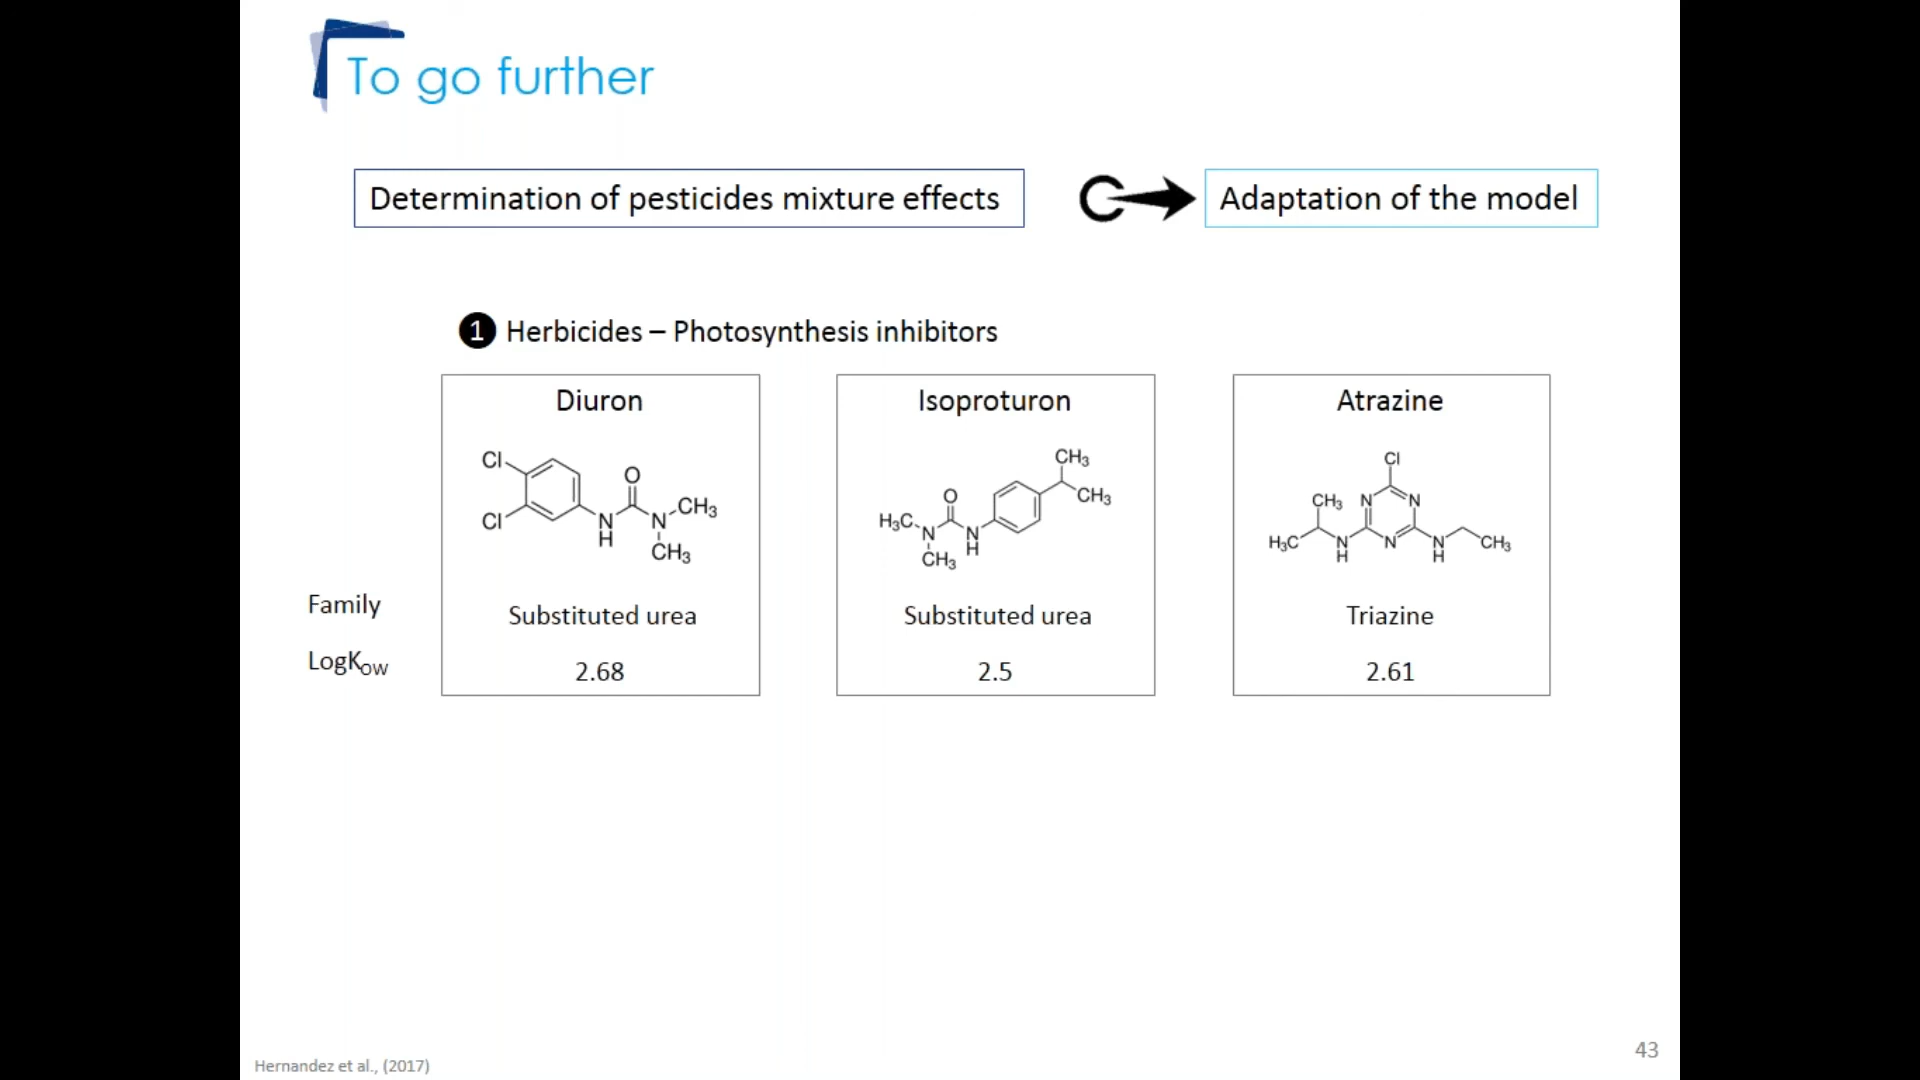 To go further
Determination of pesticides mixture effects
Adaptation of the model
1 Herbicides – Photosynthesis inhibitors
Diuron
Isoproturon
Atrazine
Cl
Cl
O
N
H
N
CH3
CH3
H3C
N
CH3
O
N
H
CH3
CH3
Cl
N
N
N
CH3
H3C
N
H
N
H
CH3
Family
Substituted urea
Substituted urea
Triazine
LogKOW
2.68
2.5
2.61
Hernandez et al., (2017)
43